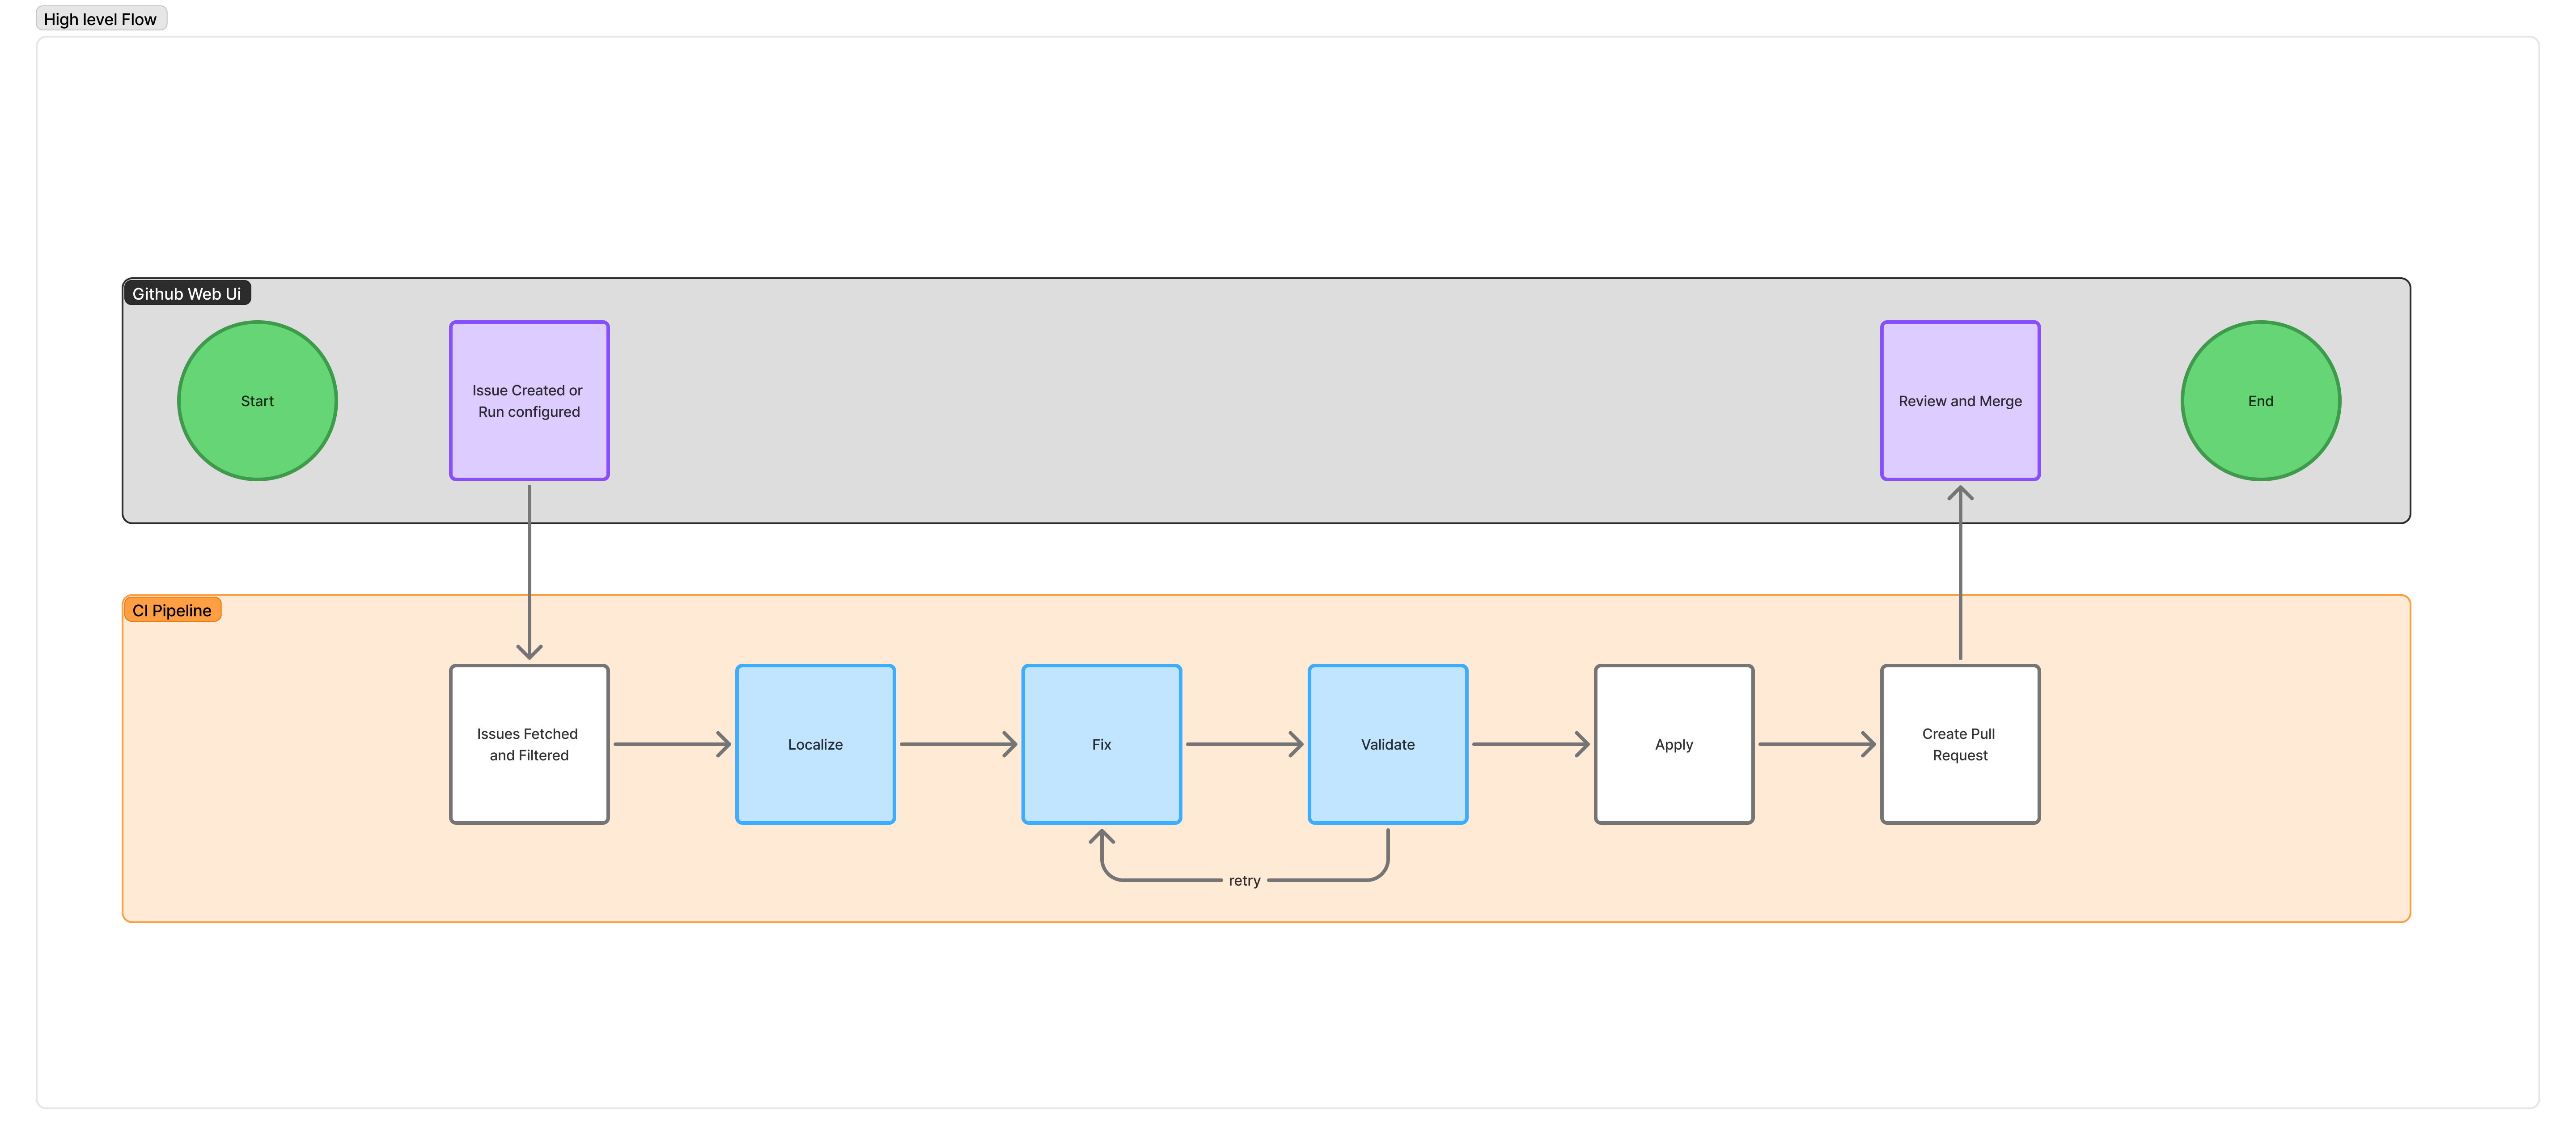 High level Flow
Github Web Ui
Start
Issue Created or
Run configured
Review and Merge
End
CI Pipeline
Issues Fetched
and Filtered
Localize
Fix
Validate
Apply
Create Pull
Request
retry